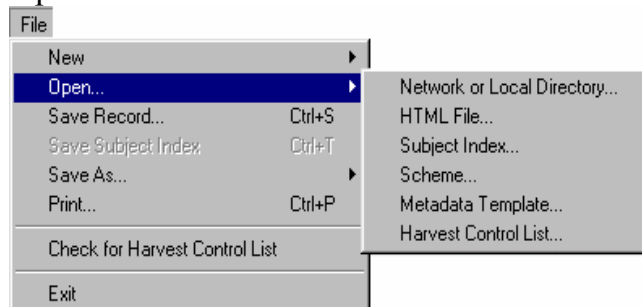 File
New
Open...
Save Record... Ctrl+S
Save Subject Index Ctrl+T
Save As...
Print... Ctrl+P
Check for Harvest Control List
Exit
Network or Local Directory...
HTML File...
Subject Index...
Scheme...
Metadata Template...
Harvest Control List...